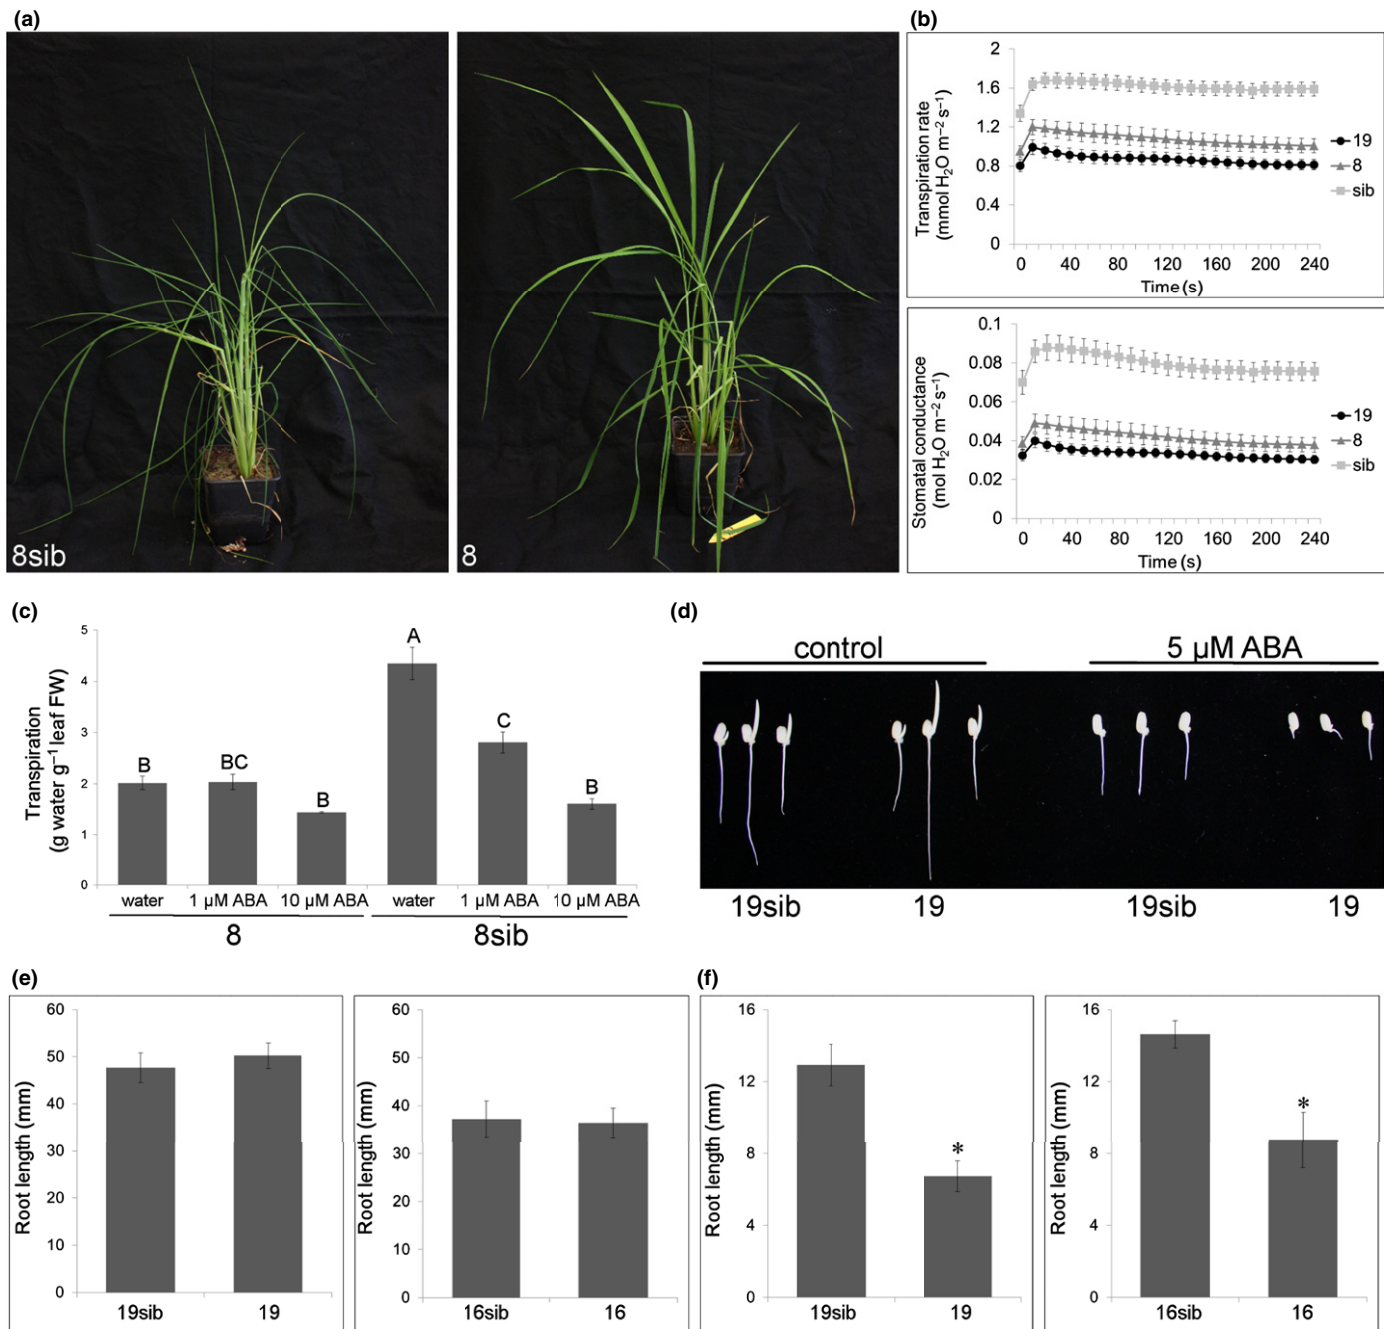 (a)
8sib
8
(b)
Transpiration rate
(mmol H₂O m⁻² s⁻¹)
2
1.6
1.2
0.8
0.4
0
0 40 80 120 160 200 240
Time (s)
19
8
sib
Stomatal conductance
(mol H₂O m⁻² s⁻¹)
0.1
0.08
0.06
0.04
0.02
0
0 40 80 120 160 200 240
Time (s)
19
8
sib
(c)
Transpiration
(g water g⁻¹ leaf FW)
5
4
3
2
1
0
B BC B A C B
water 1 µM ABA 10 µM ABA water 1 µM ABA 10 µM ABA
8 8sib
(d)
control 5 µM ABA
19sib 19 19sib 19
(e)
Root length (mm)
60
50
40
30
20
10
0
19sib 19
Root length (mm)
60
50
40
30
20
10
0
16sib 16
(f)
Root length (mm)
16
12
8
4
0
*
19sib 19
Root length (mm)
16
12
8
4
0
*
16sib 16